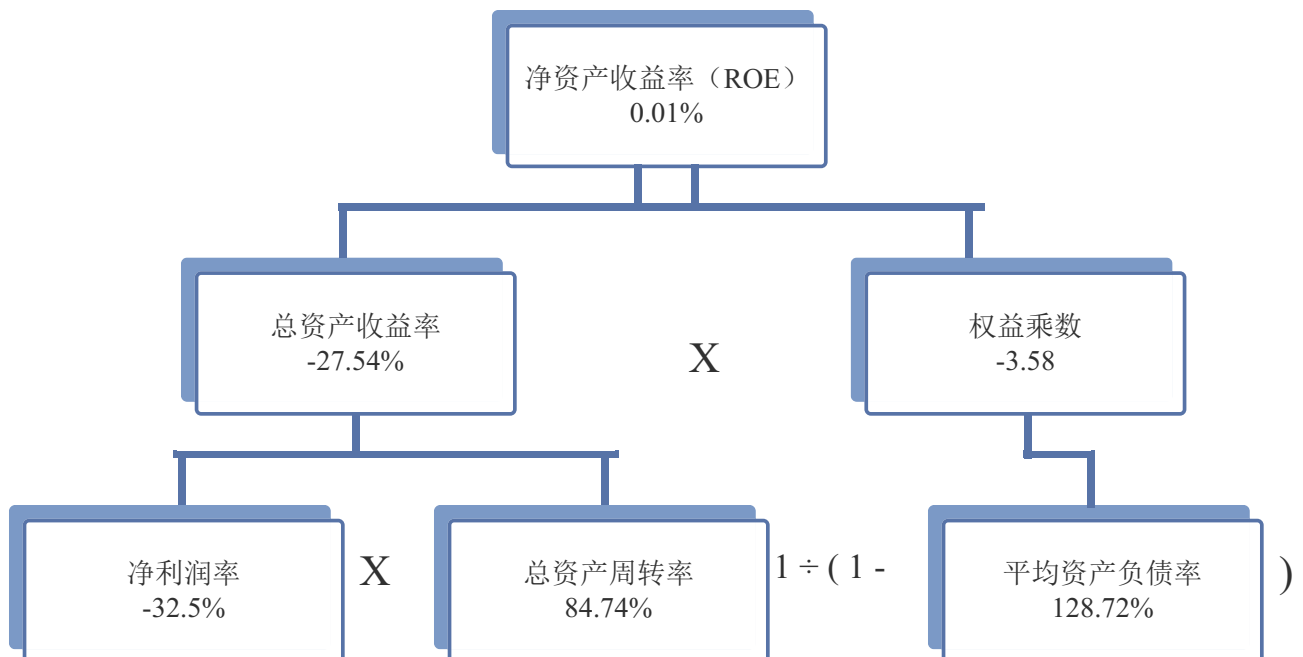 净资产收益率（ROE）
0.01%
总资产收益率
-27.54%
X
权益乘数
-3.58
净利润率
-32.5%
X
总资产周转率
84.74%
1 ÷ ( 1 -
平均资产负债率
128.72%
)